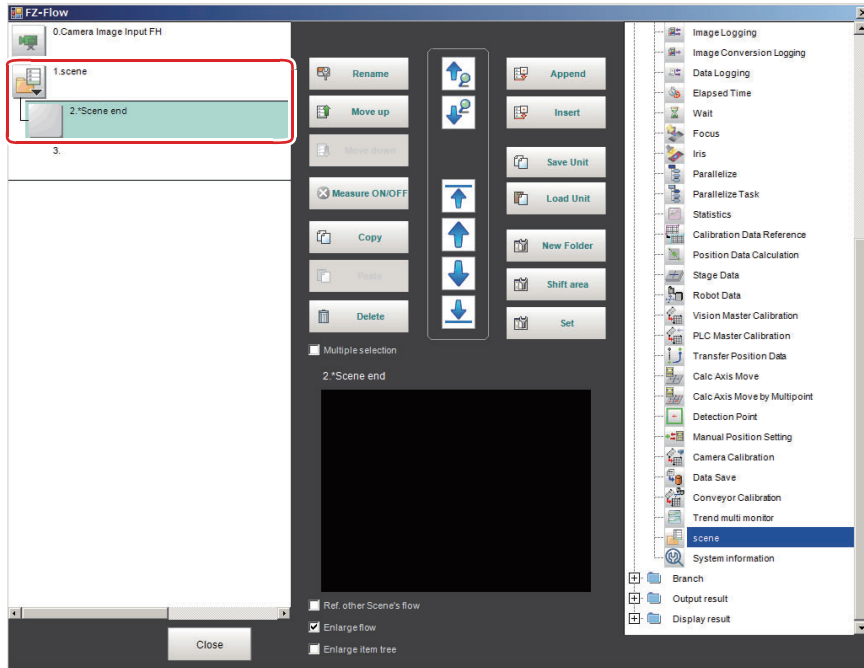 FZ-Flow
0.Camera Image Input FH
1.scene
2.*Scene end
3.
Close
Rename
Move up
Move down
Measure ON/OFF
Copy
Paste
Delete
Multiple selection
2.*Scene end
Ref. other Scene's flow
Enlarge flow
Enlarge item tree
Append
Insert
Save Unit
Load Unit
New Folder
Shift area
Set
Image Logging
Image Conversion Logging
Data Logging
Elapsed Time
Wait
Focus
Iris
Parallelize
Parallelize Task
Statistics
Calibration Data Reference
Position Data Calculation
Stage Data
Robot Data
Vision Master Calibration
PLC Master Calibration
Transfer Position Data
Calc Axis Move
Calc Axis Move by Multipoint
Detection Point
Manual Position Setting
Camera Calibration
Data Save
Conveyor Calibration
Trend multi monitor
scene
System information
Branch
Output result
Display result